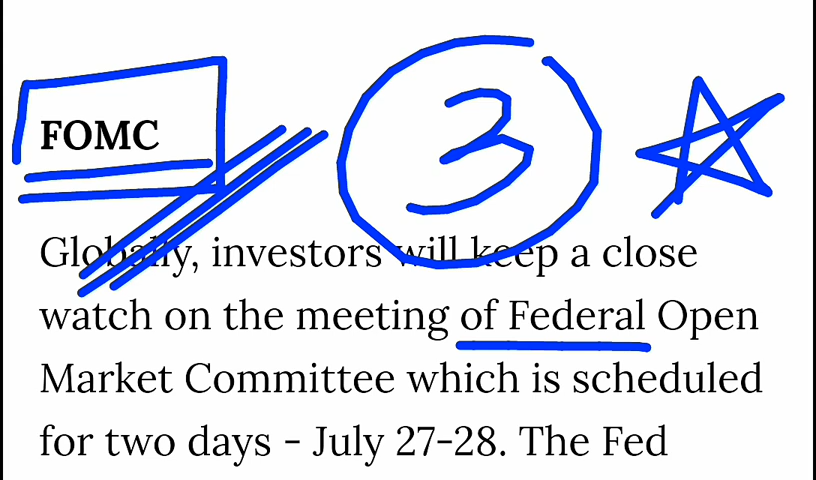 FOMC
3
Globally, investors will keep a close
watch on the meeting of Federal Open
Market Committee which is scheduled
for two days - July 27-28. The Fed